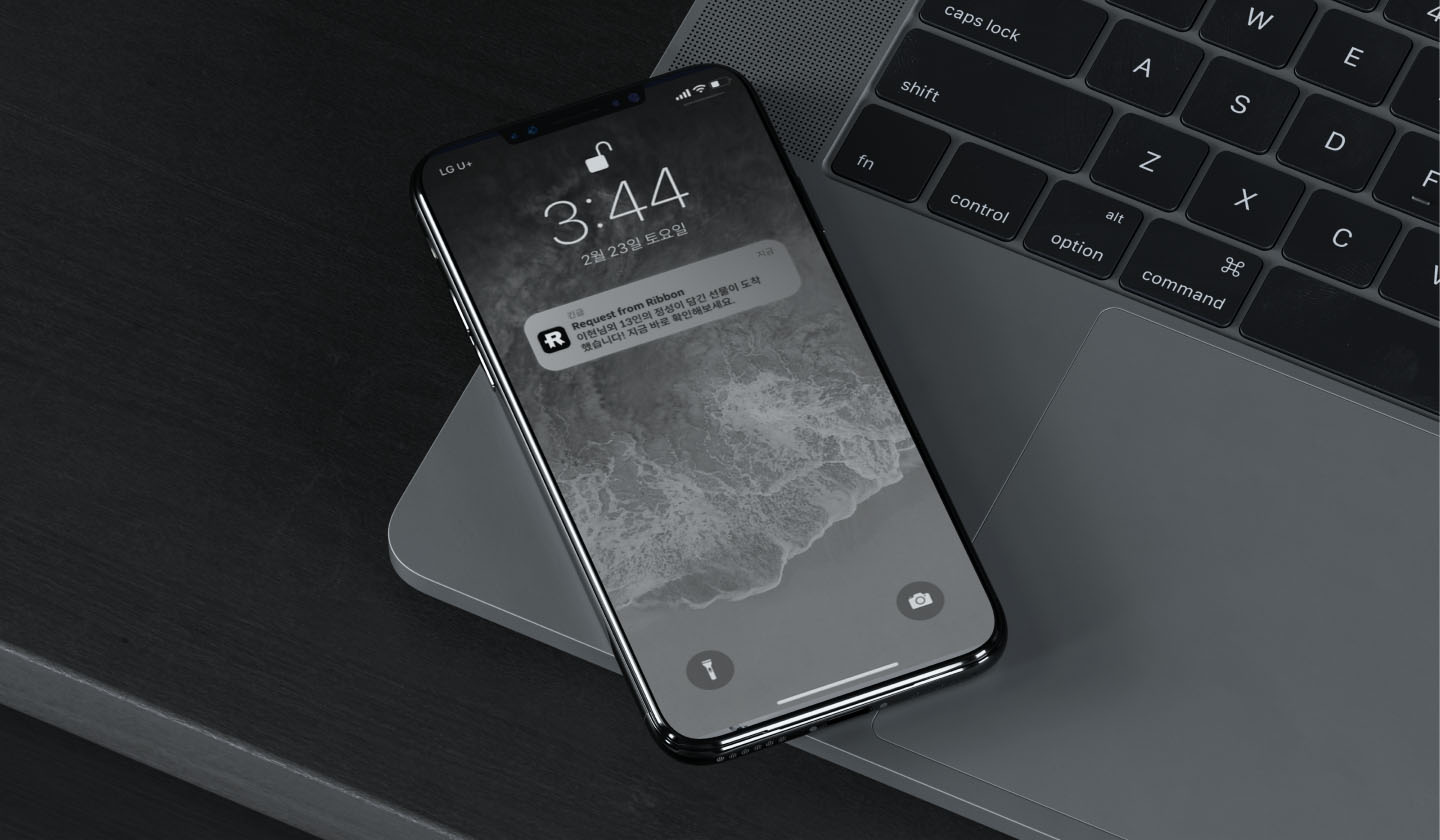 LG U+
3:44
2월 23일 토요일
지금
긴급
Request from Ribbon
이현님외 13인의 정성이 담긴 선물이 도착
했습니다! 지금 바로 확인해보세요.
R
caps lock
W
E
4
shift
A
S
D
F
fn
Z
X
C
control
alt
option
⌘
command